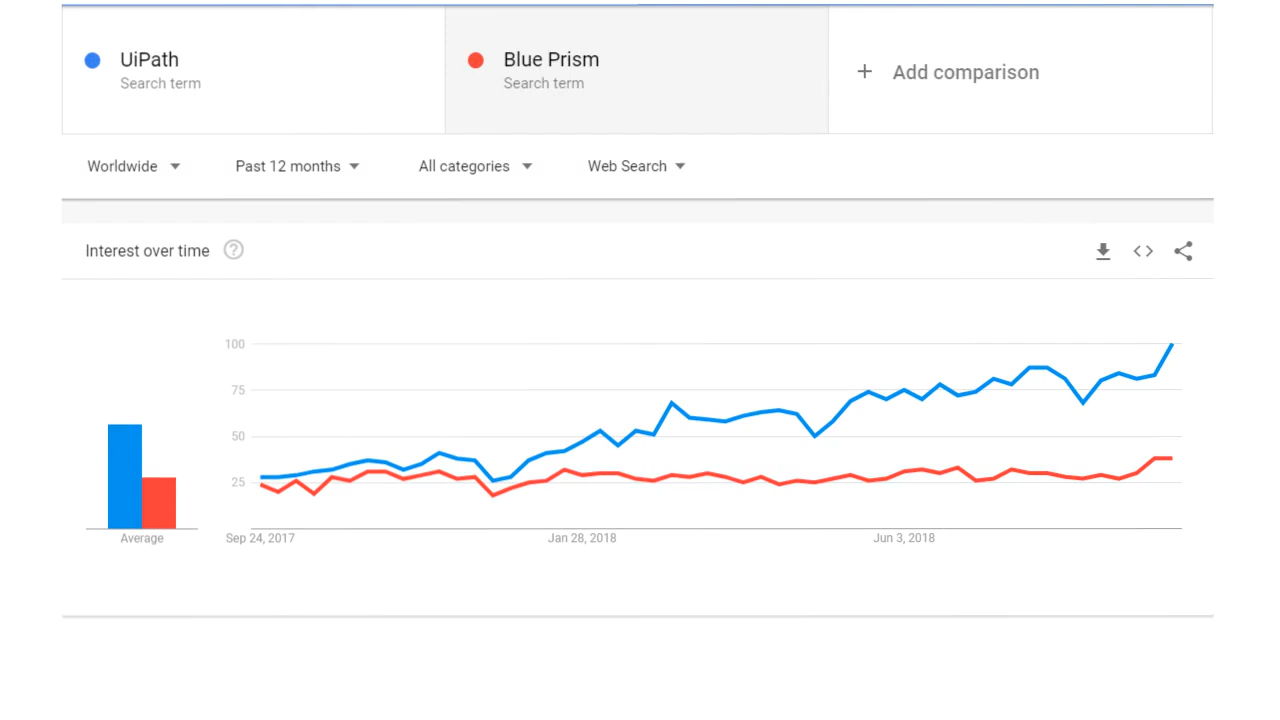 UiPath
Search term
Blue Prism
Search term
+ Add comparison
Worldwide
Past 12 months
All categories
Web Search
Interest over time
100
75
50
25
Average
Sep 24, 2017
Jan 28, 2018
Jun 3, 2018